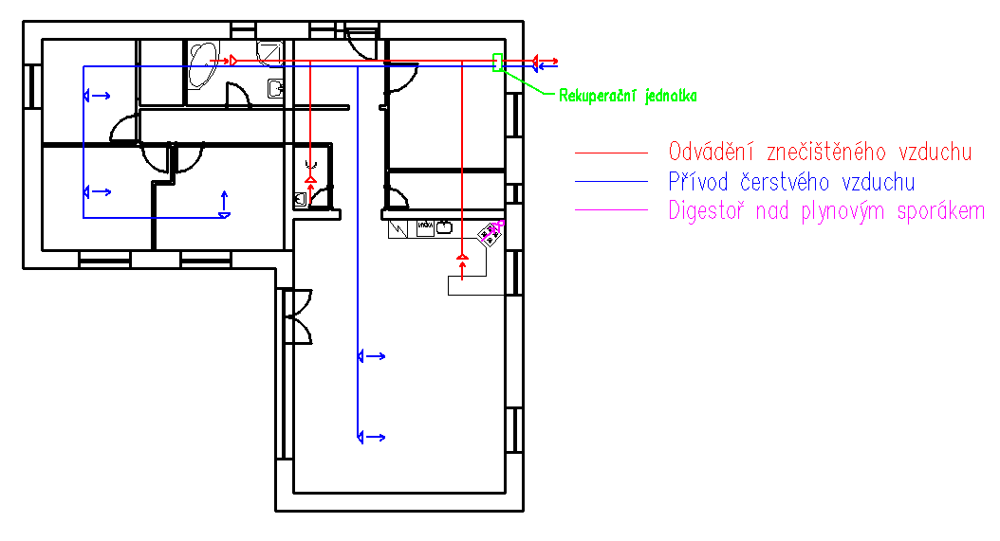 Rekuperační jednotka
Odvádění znečištěného vzduchu
Přívod čerstvého vzduchu
Digestoř nad plynovým sporákem